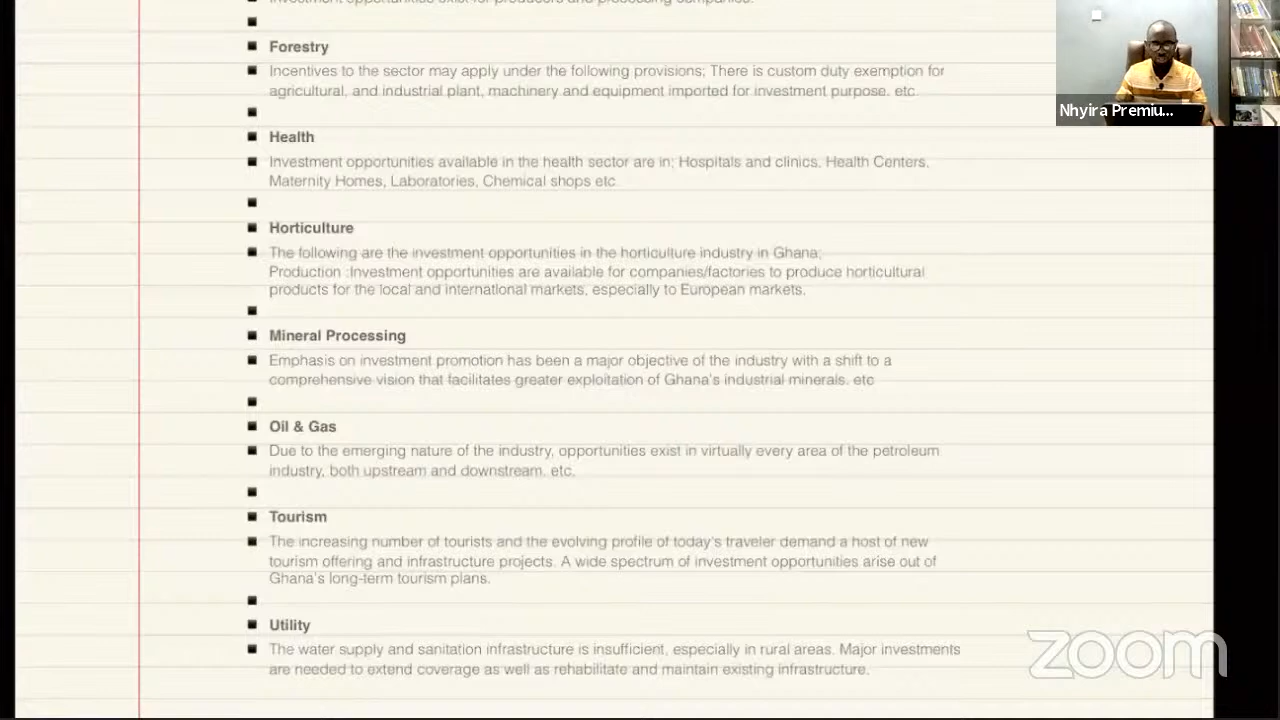 Investment opportunities exist for producers and processing companies.
Forestry
Incentives to the sector may apply under the following provisions; There is custom duty exemption for
agricultural, and industrial plant, machinery and equipment imported for investment purpose. etc.
Health
Investment opportunities available in the health sector are in; Hospitals and clinics, Health Centers,
Maternity Homes, Laboratories, Chemical shops etc.
Horticulture
The following are the investment opportunities in the horticulture industry in Ghana;
Production :Investment opportunities are available for companies/factories to produce horticultural
products for the local and international markets, especially to European markets.
Mineral Processing
Emphasis on investment promotion has been a major objective of the industry with a shift to a
comprehensive vision that facilitates greater exploitation of Ghana's industrial minerals. etc
Oil & Gas
Due to the emerging nature of the industry, opportunities exist in virtually every area of the petroleum
industry, both upstream and downstream. etc.
Tourism
The increasing number of tourists and the evolving profile of today's traveler demand a host of new
tourism offering and infrastructure projects. A wide spectrum of investment opportunities arise out of
Ghana's long-term tourism plans.
Utility
The water supply and sanitation infrastructure is insufficient, especially in rural areas. Major investments
are needed to extend coverage as well as rehabilitate and maintain existing infrastructure.
Nhyira Premiu...
zoom